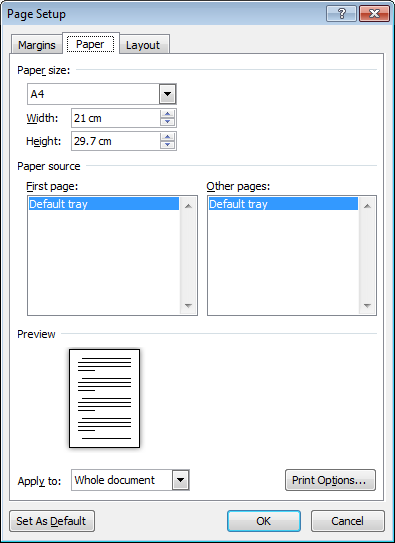 Page Setup
Margins Paper Layout
Paper size:
A4
Width: 21 cm
Height: 29.7 cm
Paper source
First page: Other pages:
Default tray Default tray
Preview
Apply to: Whole document Print Options...
Set As Default OK Cancel